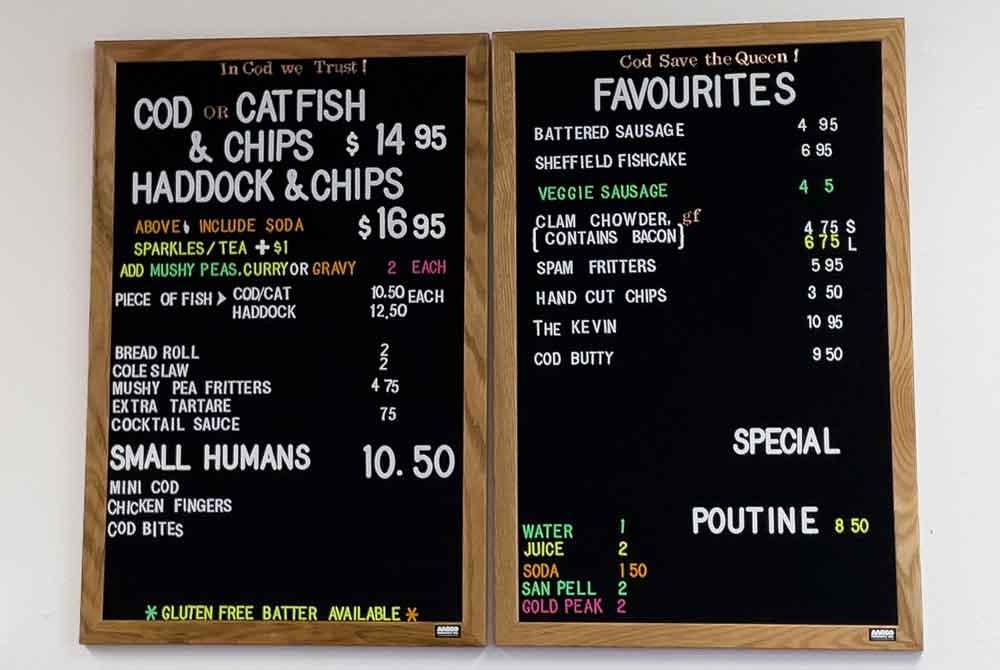 In Cod we Trust!
COD OR CATFISH
& CHIPS $ 14 95
HADDOCK & CHIPS
$16 95
ABOVE INCLUDE SODA
SPARKLES/TEA + $1
ADD MUSHY PEAS. CURRY OR GRAVY 2 EACH
PIECE OF FISH COD/CAT 10.50 EACH
HADDOCK 12.50
BREAD ROLL 2
COLE SLAW 2
MUSHY PEA FRITTERS 4 75
EXTRA TARTARE
COCKTAIL SAUCE 75
SMALL HUMANS 10.50
MINI COD
CHICKEN FINGERS
COD BITES
* GLUTEN FREE BATTER AVAILABLE *
Cod Save the Queen!
FAVOURITES
BATTERED SAUSAGE 4 95
SHEFFIELD FISHCAKE 6 95
VEGGIE SAUSAGE 4 5
CLAM CHOWDER. gf
[CONTAINS BACON] 4 75 S
6 75 L
SPAM FRITTERS 5 95
HAND CUT CHIPS 3 50
THE KEVIN 10 95
COD BUTTY 9 50
SPECIAL
POUTINE 8 50
WATER 1
JUICE 2
SODA 1 50
SAN PELL 2
GOLD PEAK 2